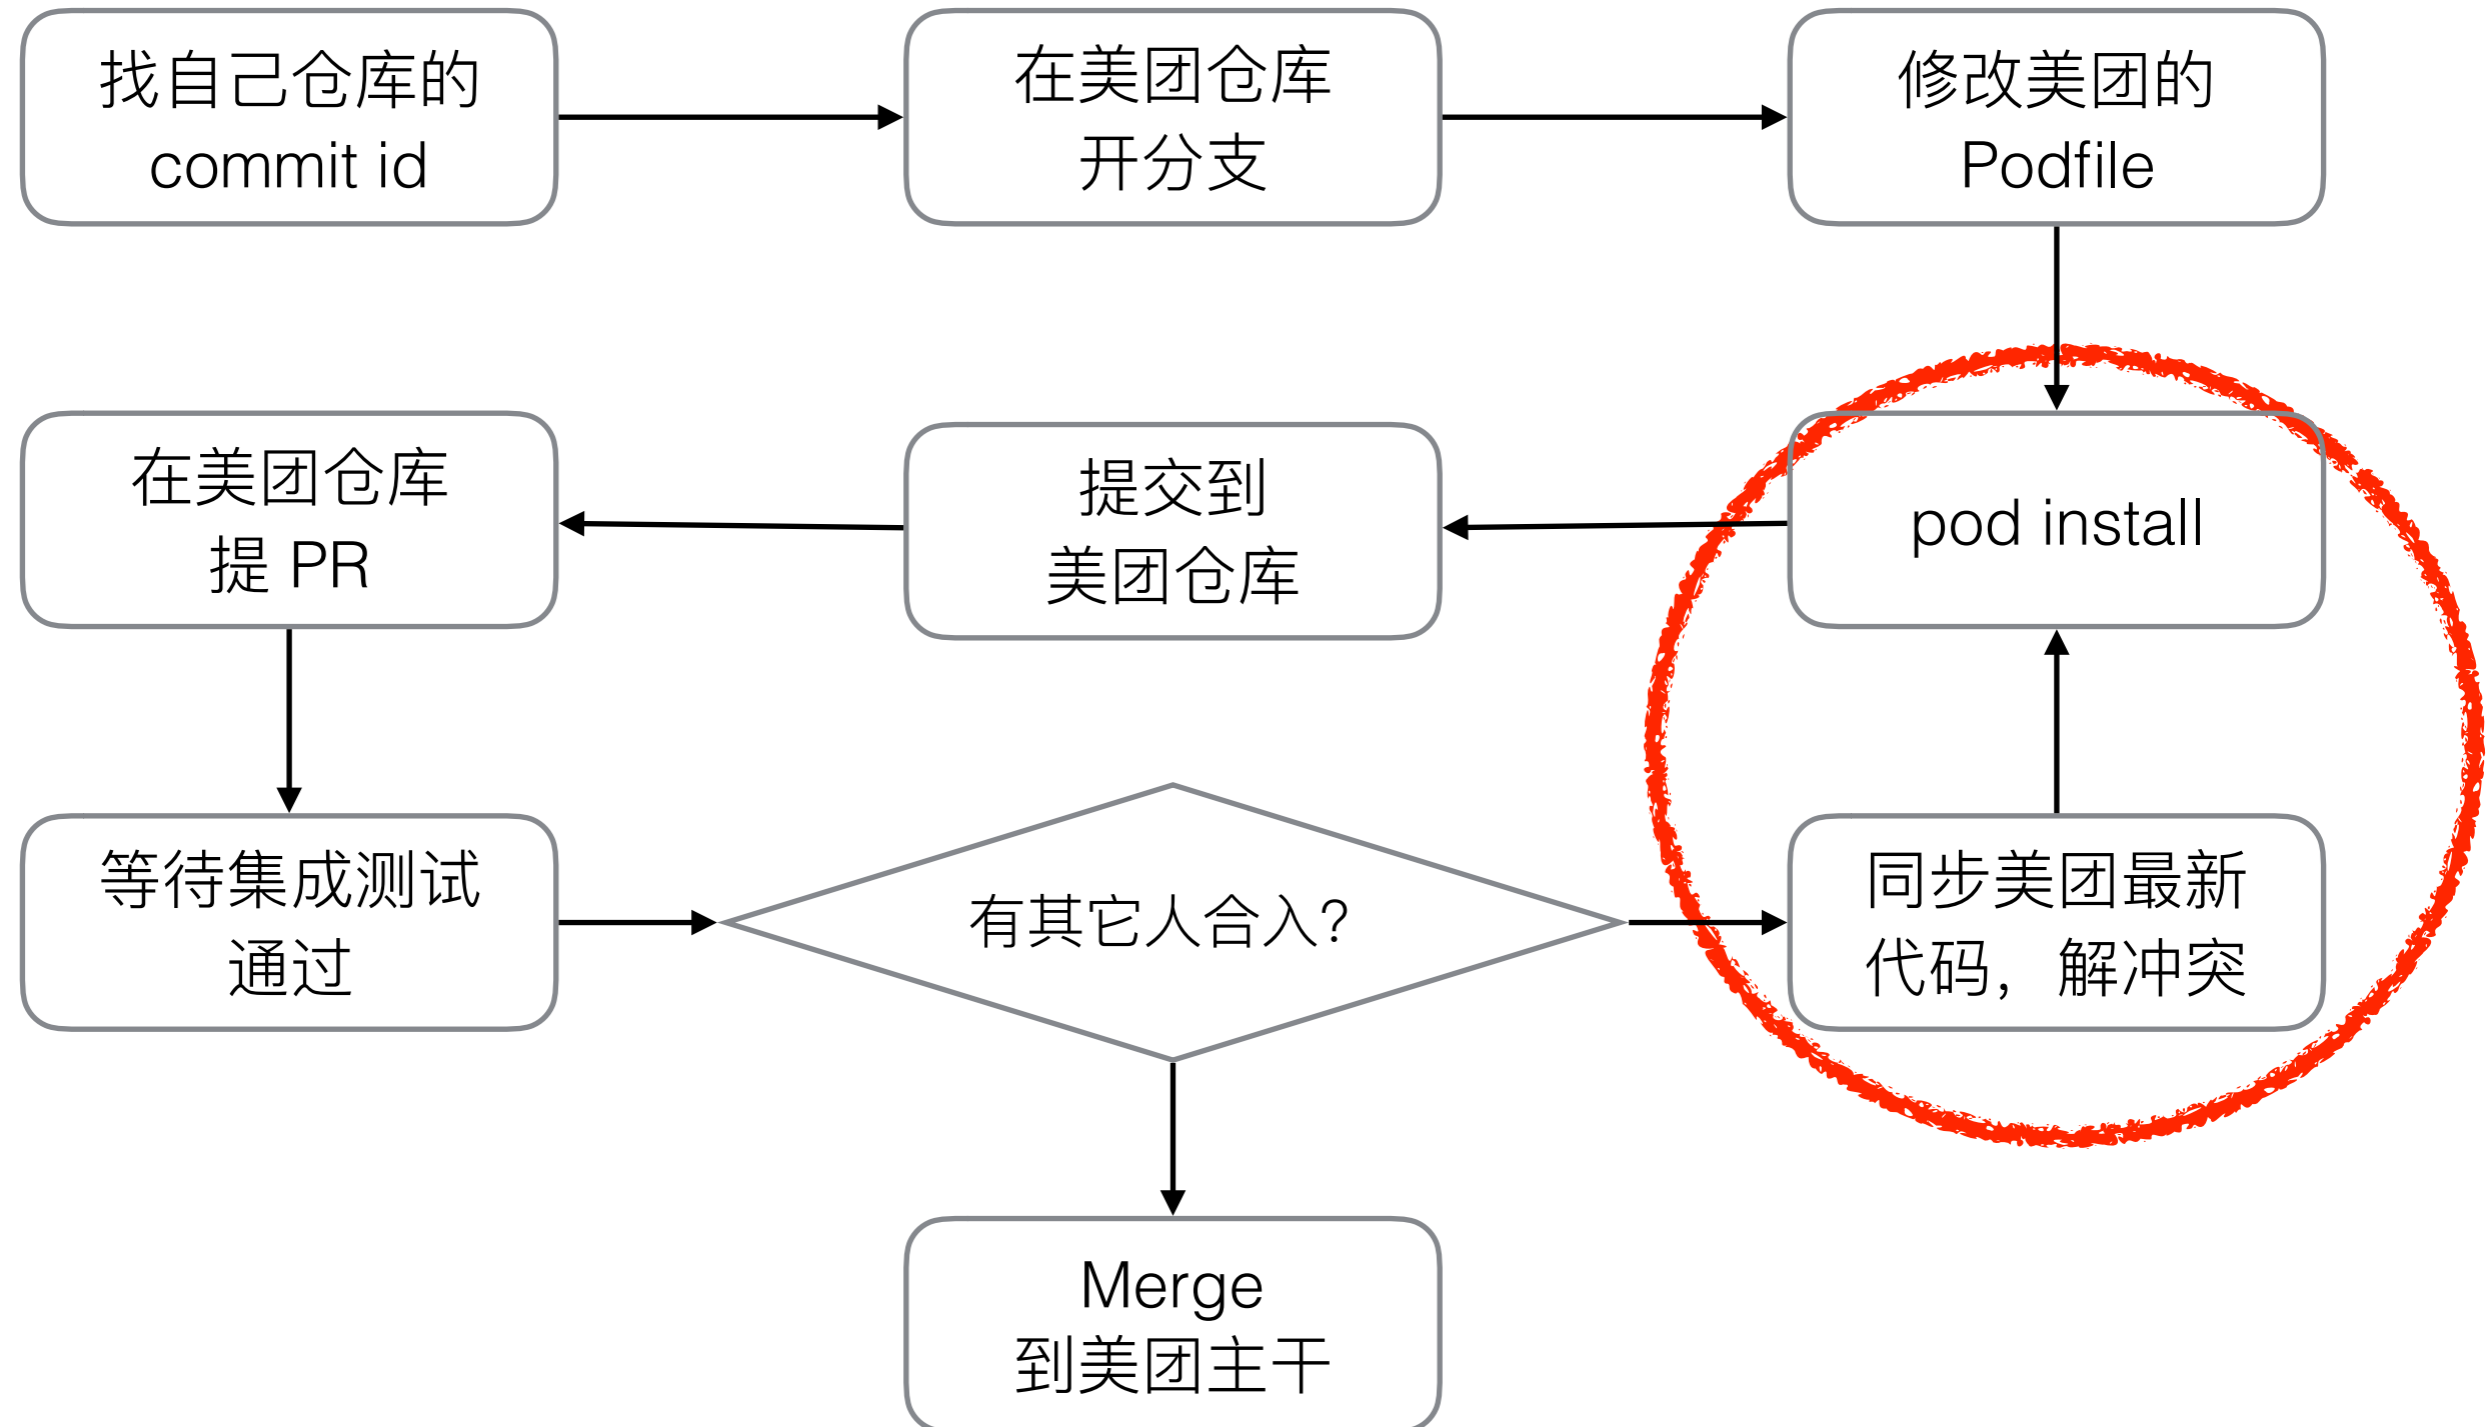 找自己仓库的
commit id
在美团仓库
开分支
修改美团的
Podfile
pod install
提交到
美团仓库
在美团仓库
提 PR
等待集成测试
通过
有其它人合入?
同步美团最新
代码，解冲突
Merge
到美团主干